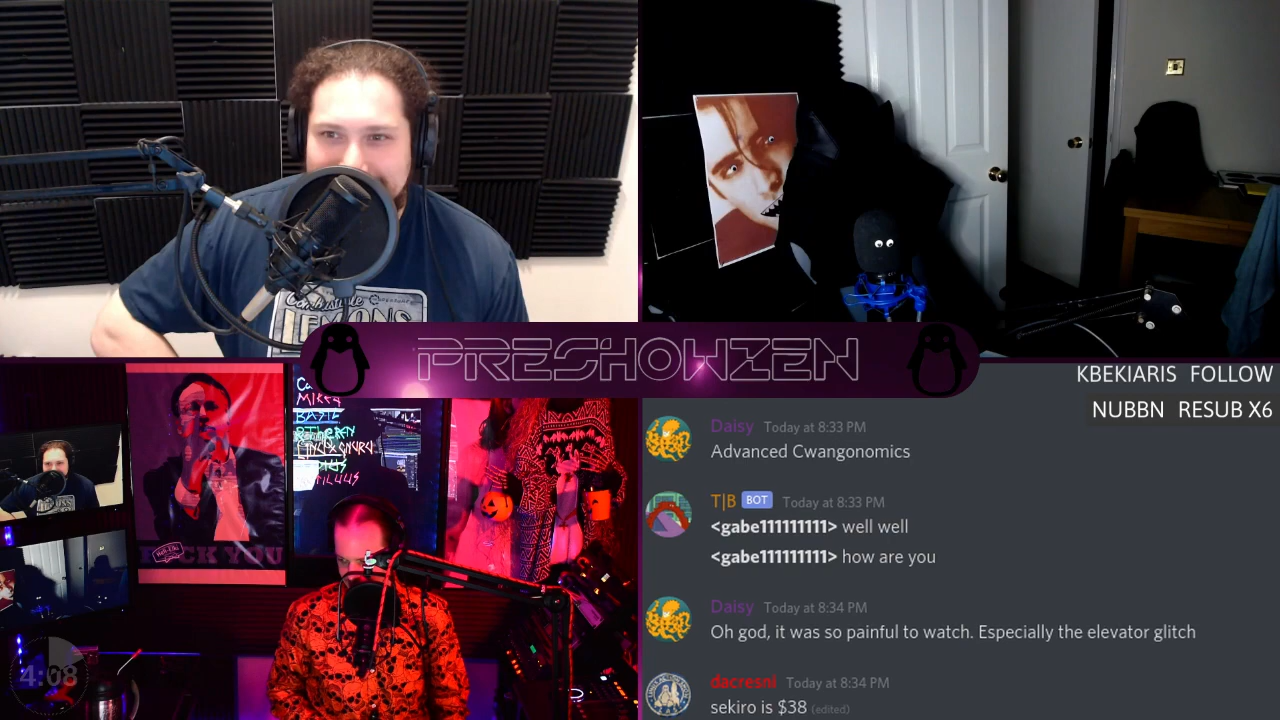 Combustible
LEMONS
PRESHOWZEN
KBEKIARIS FOLLOW
NUBBN RESUB X6
Daisy Today at 8:33 PM
Advanced Cwangonomics
T|B BOT Today at 8:33 PM
<gabe111111111> well well
<gabe111111111> how are you
Daisy Today at 8:34 PM
Oh god, it was so painful to watch. Especially the elevator glitch
dacresni Today at 8:34 PM
sekiro is $38 (edited)
YOU
4:08